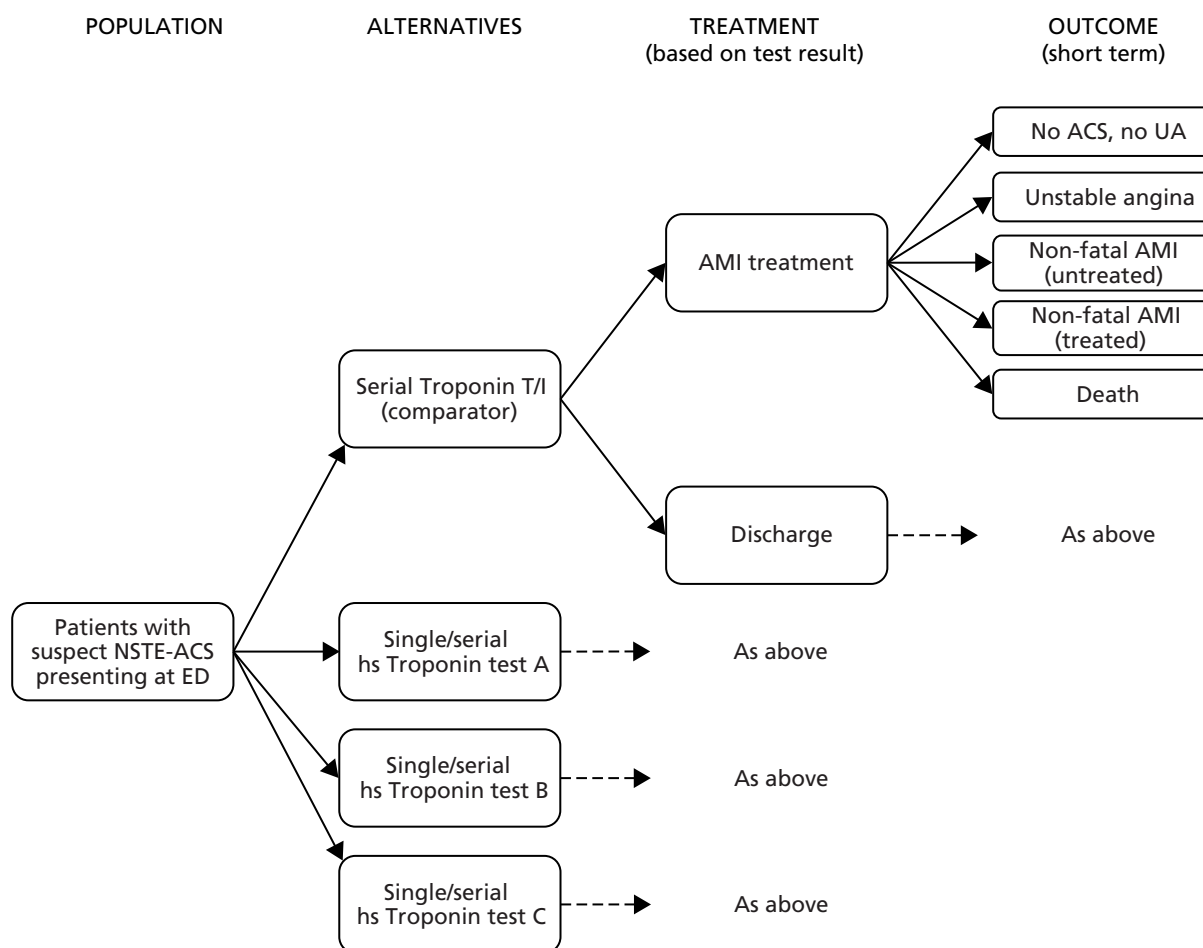 POPULATION
ALTERNATIVES
TREATMENT
(based on test result)
OUTCOME
(short term)
No ACS, no UA
Unstable angina
Non-fatal AMI
(untreated)
Non-fatal AMI
(treated)
Death
AMI treatment
Serial Troponin T/I
(comparator)
Discharge
As above
Patients with
suspect NSTE-ACS
presenting at ED
Single/serial
hs Troponin test A
As above
Single/serial
hs Troponin test B
As above
Single/serial
hs Troponin test C
As above